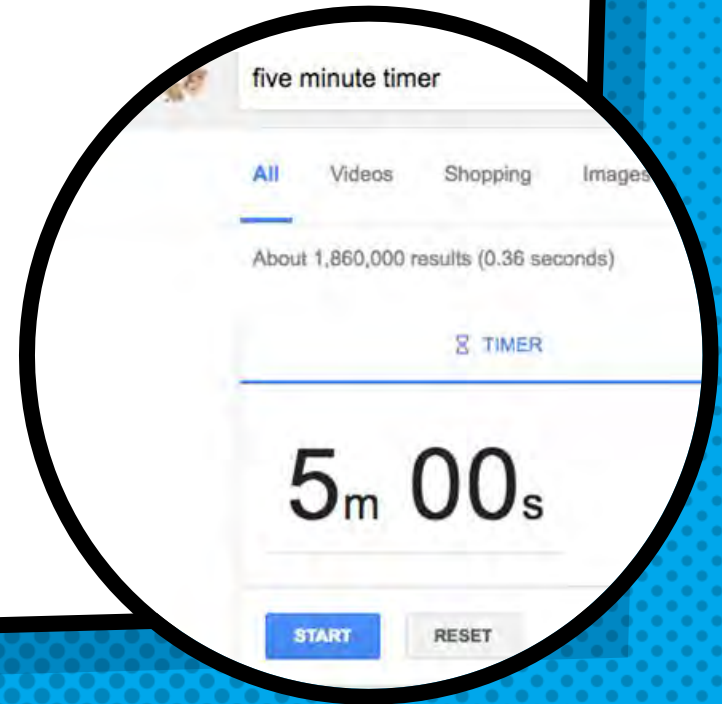 five minute timer
All Videos Shopping Images
About 1,860,000 results (0.36 seconds)
TIMER
5m 00s
START RESET